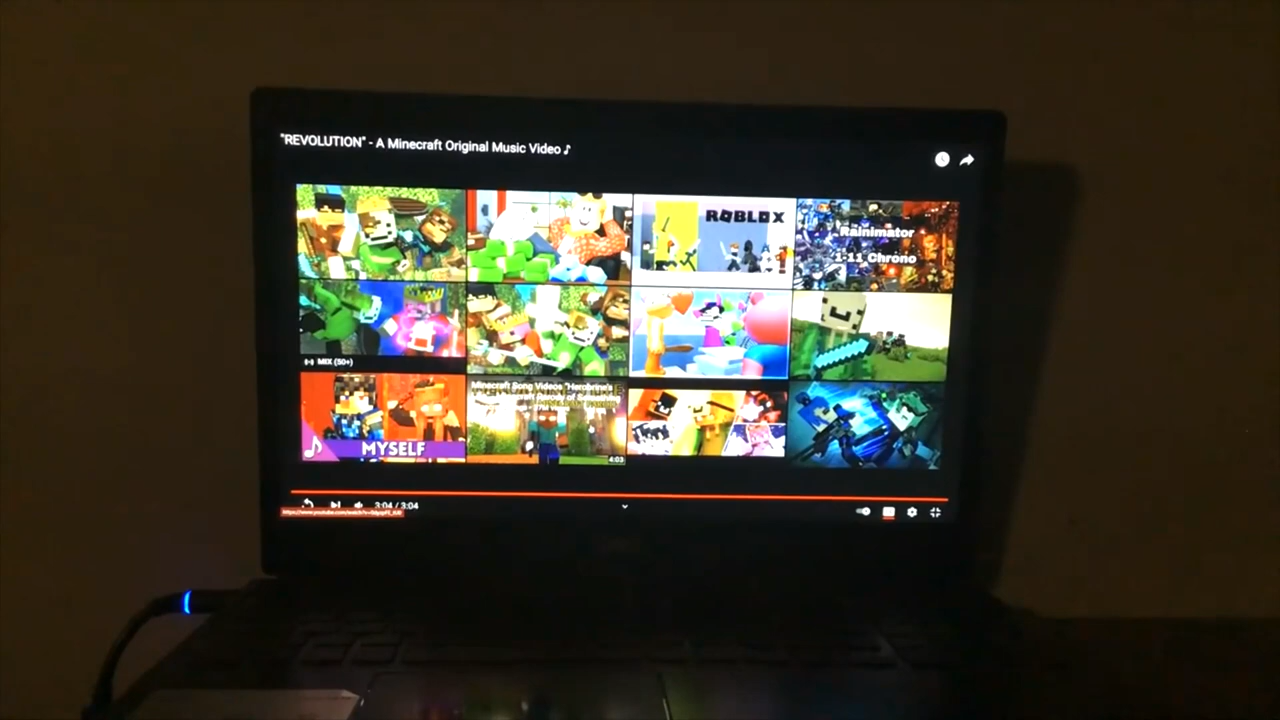 "REVOLUTION" - A Minecraft Original Music Video ♪
ROBLOX
Rainimator
1-11 Chrono
MIX (50+)
MYSELF
Minecraft Song Videos "Herobrine's
4:03
3:04 / 3:04